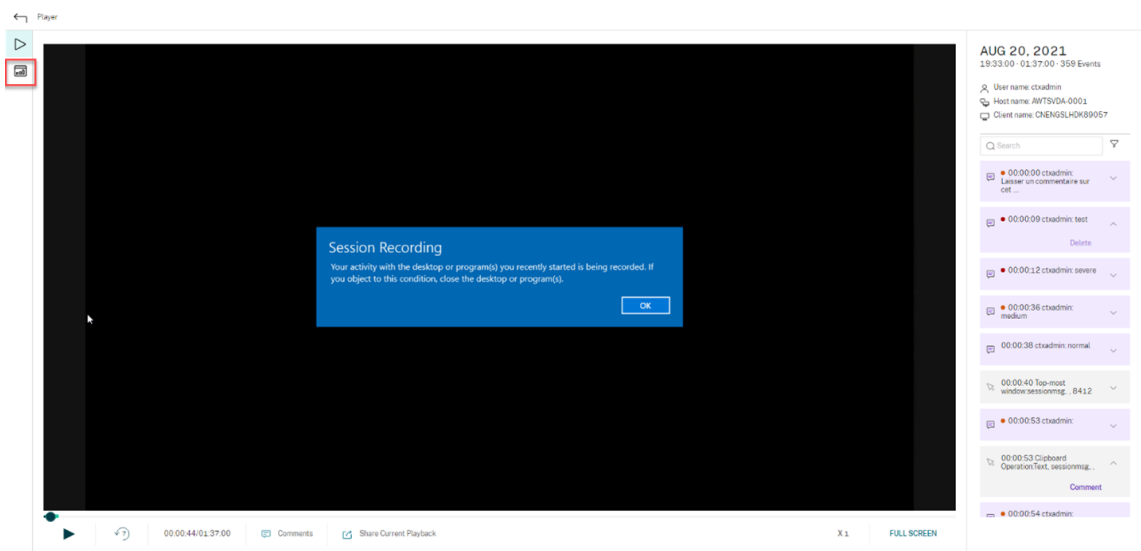 Player
AUG 20, 2021
19:33:00 - 01:37:00 · 359 Events
User name: ctxadmin
Host name: AWTSVDA-0001
Client name: CNENGSLHDK89057
Search
00:00:00 ctxadmin:
Laisser un commentaire sur
cet ...
00:00:09 ctxadmin: test
Delete
00:00:12 ctxadmin: severe
00:00:36 ctxadmin:
medium
00:00:38 ctxadmin: normal
00:00:40 Top-most
window:sessionmsg, , 8412
00:00:53 ctxadmin:
00:00:53 Clipboard
Operation:Text, sessionmsg, ..
Comment
00:00:54 ctxadmin:
Session Recording
Your activity with the desktop or program(s) you recently started is being recorded. If
you object to this condition, close the desktop or program(s).
OK
7
00:00:44/01:37:00
Comments
Share Current Playback
X 1
FULL SCREEN